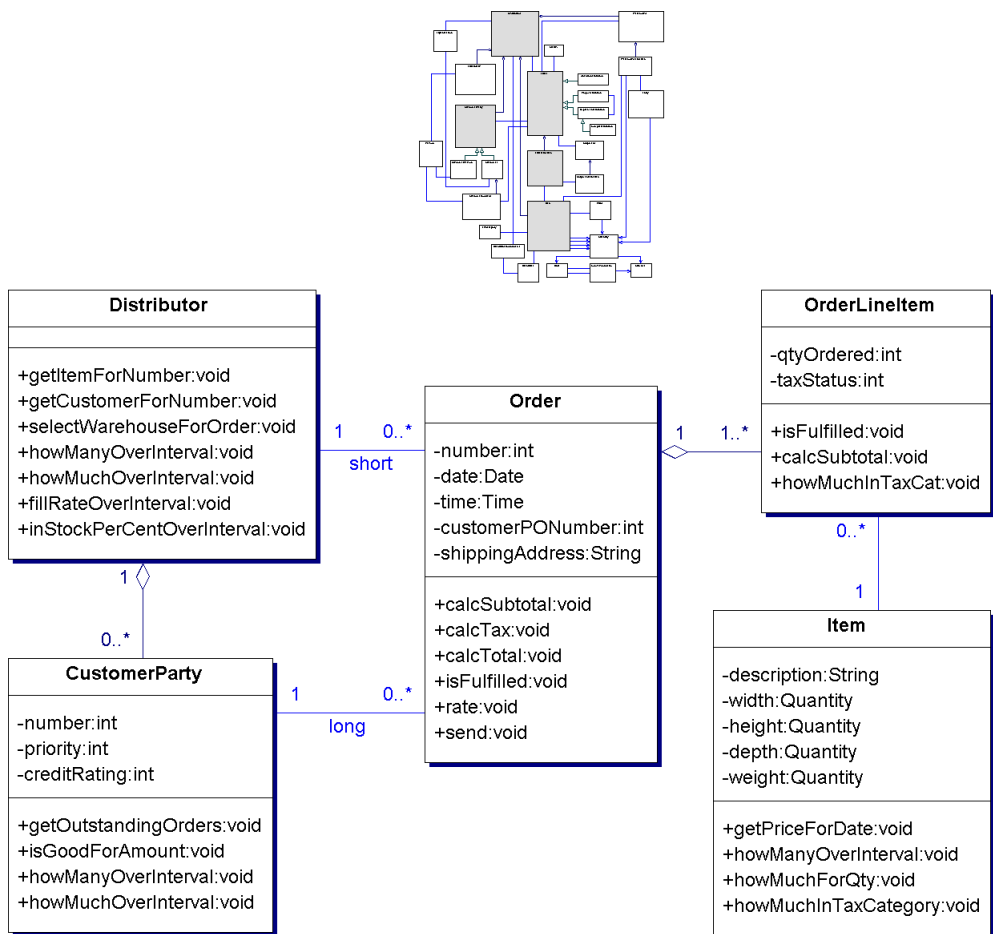 Distributor
+getItemForNumber:void
+getCustomerForNumber:void
+selectWarehouseForOrder:void
+howManyOverInterval:void
+howMuchOverInterval:void
+fillRateOverInterval:void
+inStockPerCentOverInterval:void
1
0..*
short
Order
-number:int
-date:Date
-time:Time
-customerPONumber:int
-shippingAddress:String
+calcSubtotal:void
+calcTax:void
+calcTotal:void
+isFulfilled:void
+rate:void
+send:void
1
1..*
OrderLineItem
-qtyOrdered:int
-taxStatus:int
+isFulfilled:void
+calcSubtotal:void
+howMuchInTaxCat:void
0..*
1
1
0..*
CustomerParty
-number:int
-priority:int
-creditRating:int
+getOutstandingOrders:void
+isGoodForAmount:void
+howManyOverInterval:void
+howMuchOverInterval:void
1
0..*
long
Item
-description:String
-width:Quantity
-height:Quantity
-depth:Quantity
-weight:Quantity
+getPriceForDate:void
+howManyOverInterval:void
+howMuchForQty:void
+howMuchInTaxCategory:void